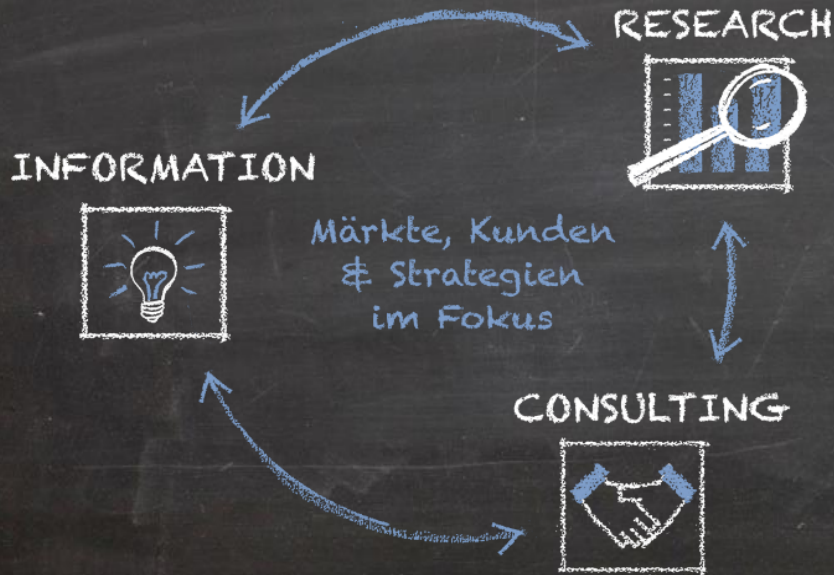 RESEARCH
INFORMATION
Märkte, Kunden
& Strategien
im Fokus
CONSULTING